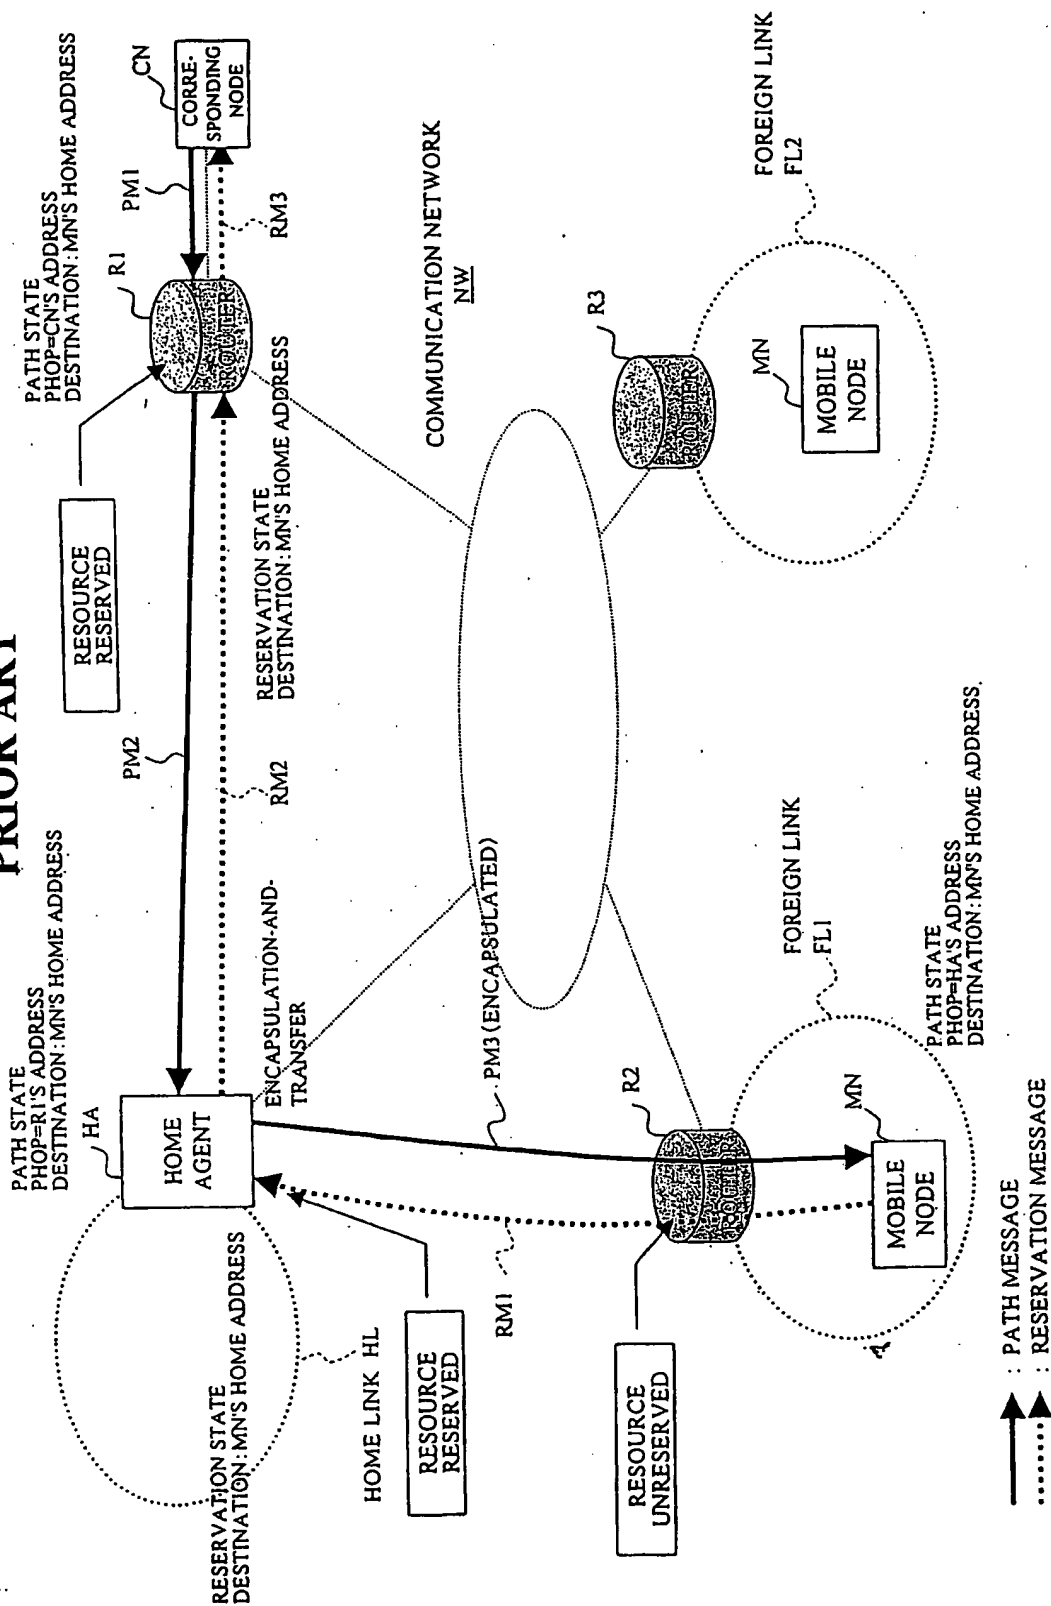 PRIOR ART
PATH STATE
PHOP=R1'S ADDRESS
DESTINATION:MN'S HOME ADDRESS
HA
HOME
AGENT
PM2
RESOURCE
RESERVED
PATH STATE
PHOP=CN'S ADDRESS
DESTINATION:MN'S HOME ADDRESS
R1
ROUTER
PM1
CN
CORRE-
SPONDING
NODE
RM3
RESERVATION STATE
DESTINATION:MN'S HOME ADDRESS
RM2
ENCAPSULATION-AND-
TRANSFER
RESERVATION STATE
DESTINATION:MN'S HOME ADDRESS
HOME LINK HL
RESOURCE
RESERVED
RM1
PM3 (ENCAPSULATED)
COMMUNICATION NETWORK
NW
RESOURCE
UNRESERVED
R2
ROUTER
R3
ROUTER
MN
MOBILE
NODE
FOREIGN LINK
FL2
FOREIGN LINK
FL1
MN
MOBILE
NODE
PATH STATE
PHOP=HA'S ADDRESS
DESTINATION:MN'S HOME ADDRESS
: PATH MESSAGE
: RESERVATION MESSAGE